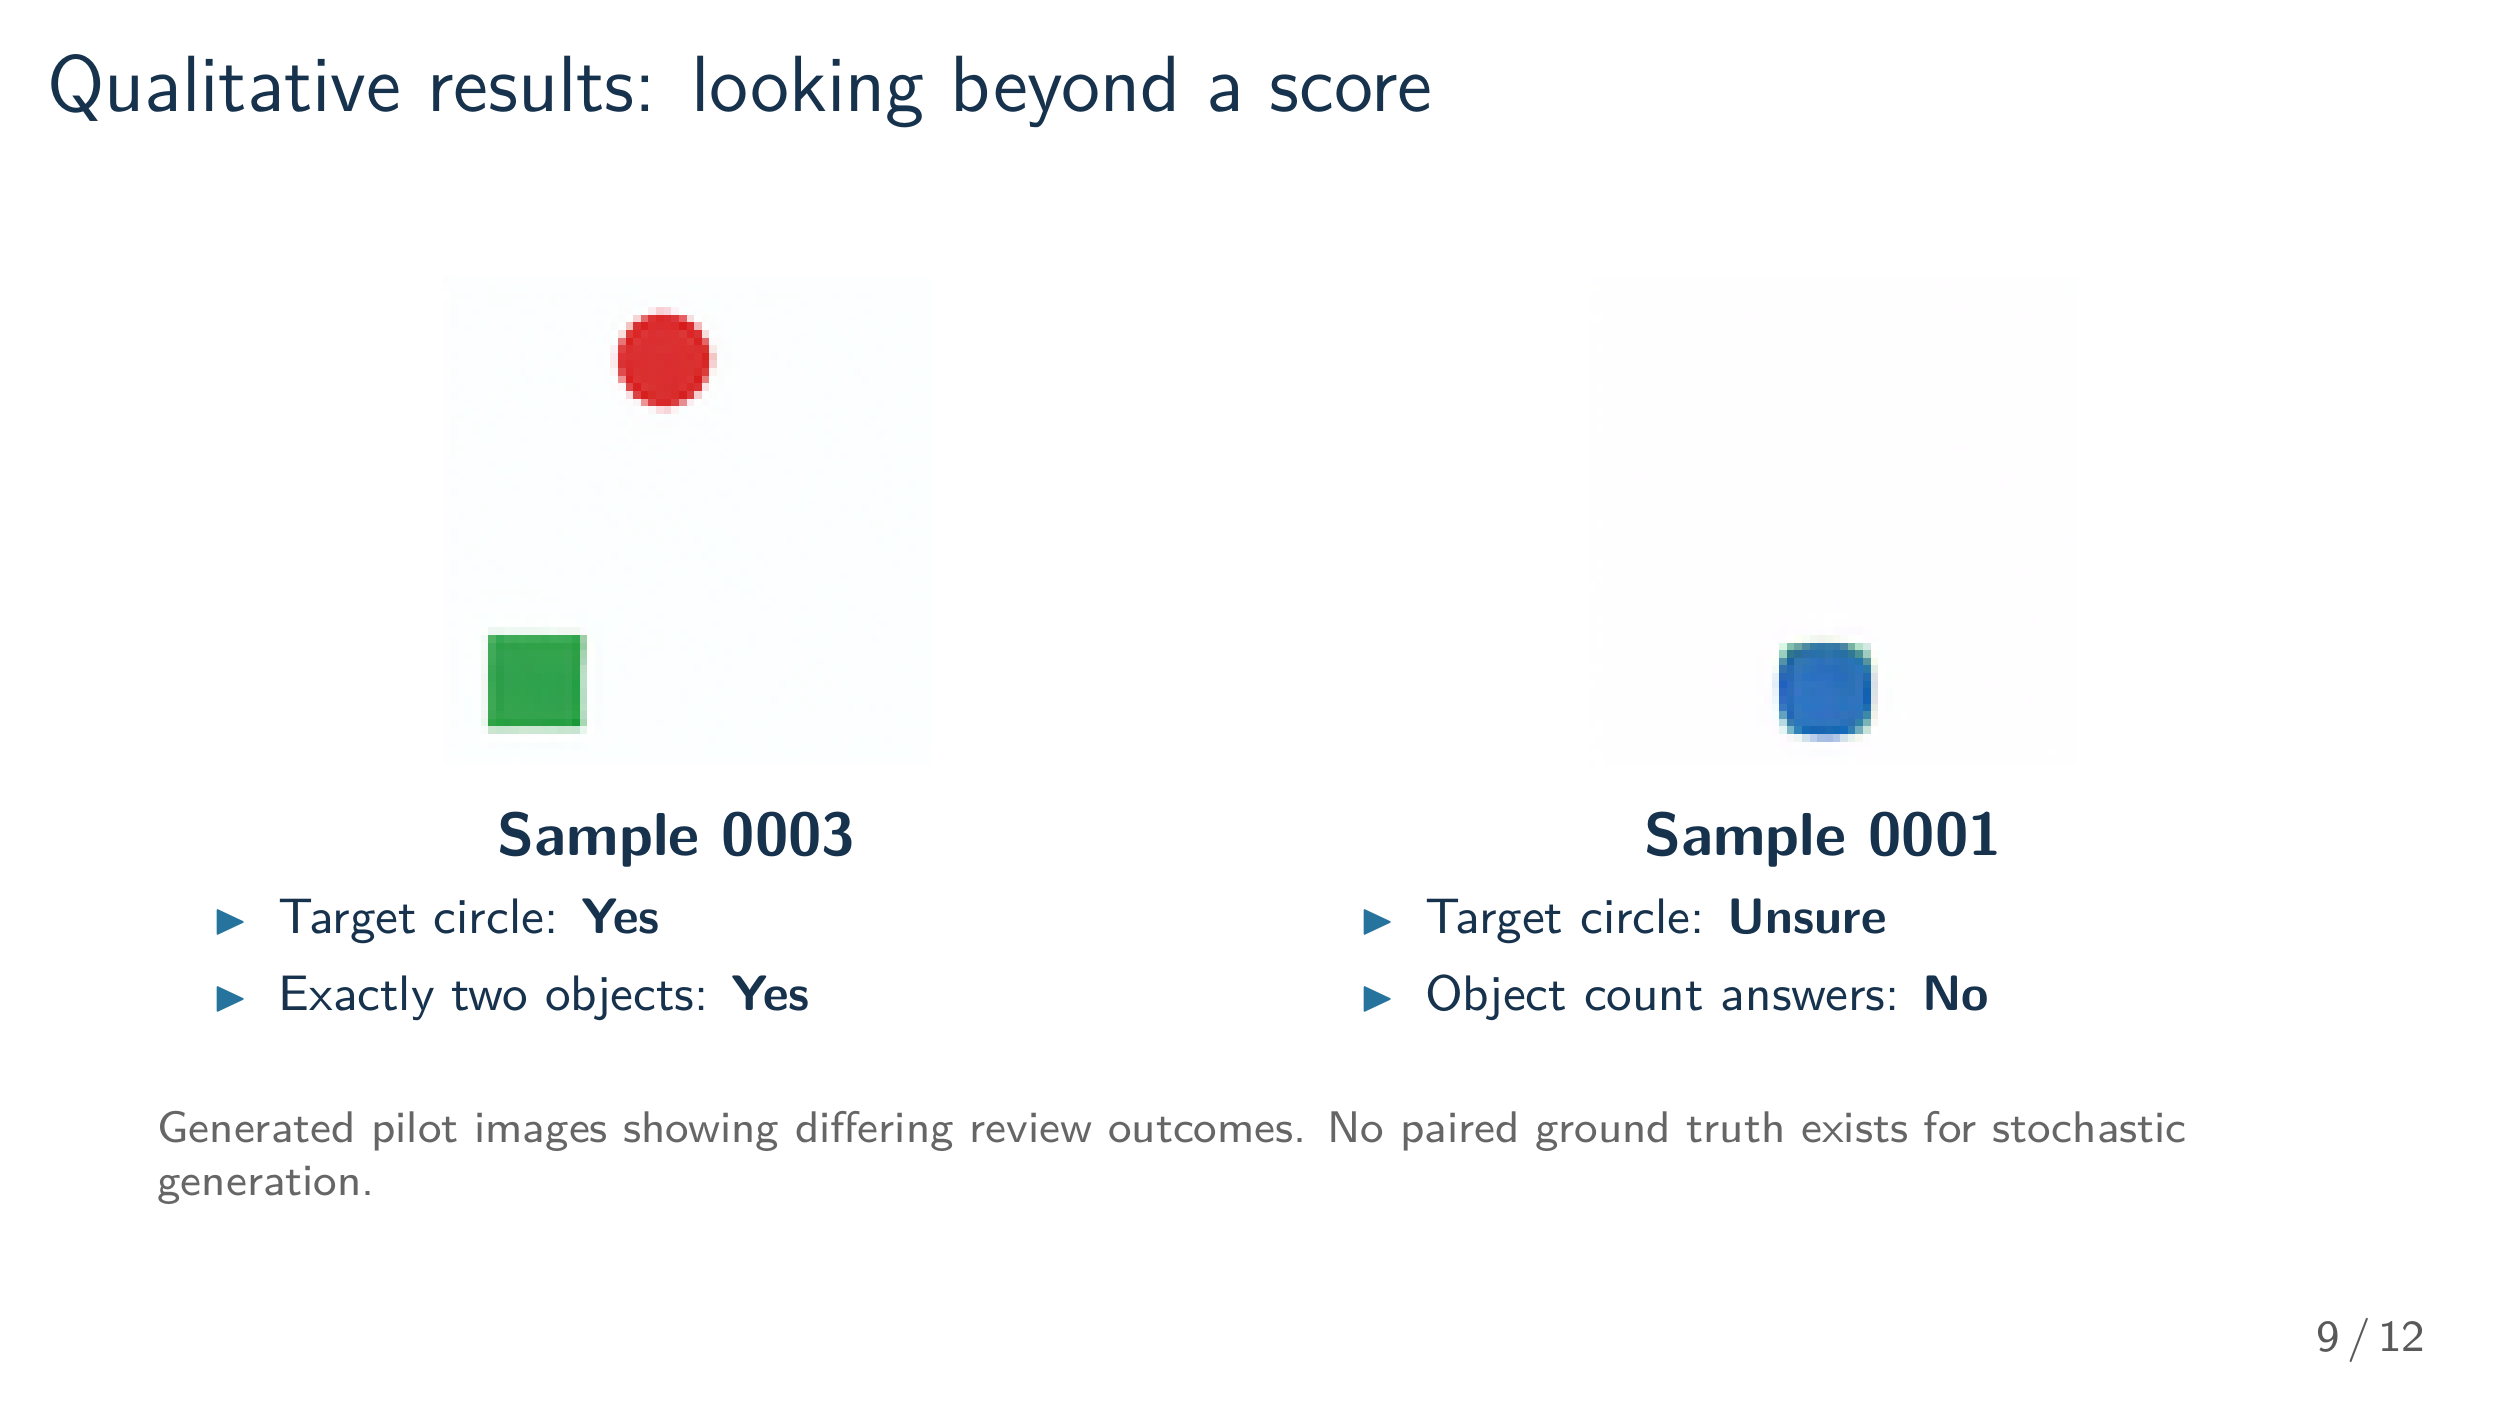 Qualitative results: looking beyond a score
Sample 0003
▶ Target circle: Yes
▶ Exactly two objects: Yes
Sample 0001
▶ Target circle: Unsure
▶ Object count answers: No
Generated pilot images showing differing review outcomes. No paired ground truth exists for stochastic
generation.
9 / 12